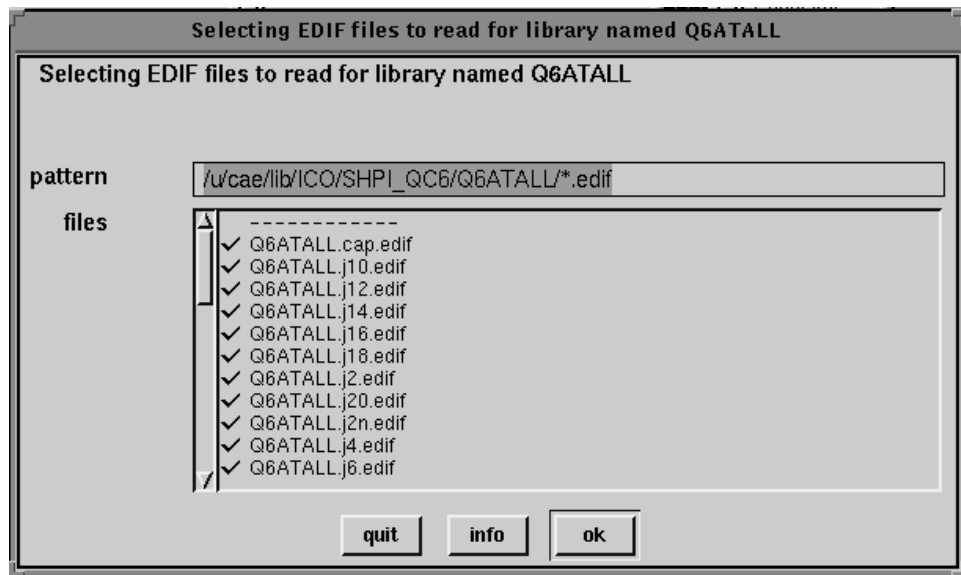 Selecting EDIF files to read for library named Q6ATALL
Selecting EDIF files to read for library named Q6ATALL
pattern
/u/cae/lib/ICO/SHPI_QC6/Q6ATALL/*.edif
files
------------
Q6ATALL.cap.edif
Q6ATALL.j10.edif
Q6ATALL.j12.edif
Q6ATALL.j14.edif
Q6ATALL.j16.edif
Q6ATALL.j18.edif
Q6ATALL.j2.edif
Q6ATALL.j20.edif
Q6ATALL.j2n.edif
Q6ATALL.j4.edif
Q6ATALL.j6.edif
quit info ok